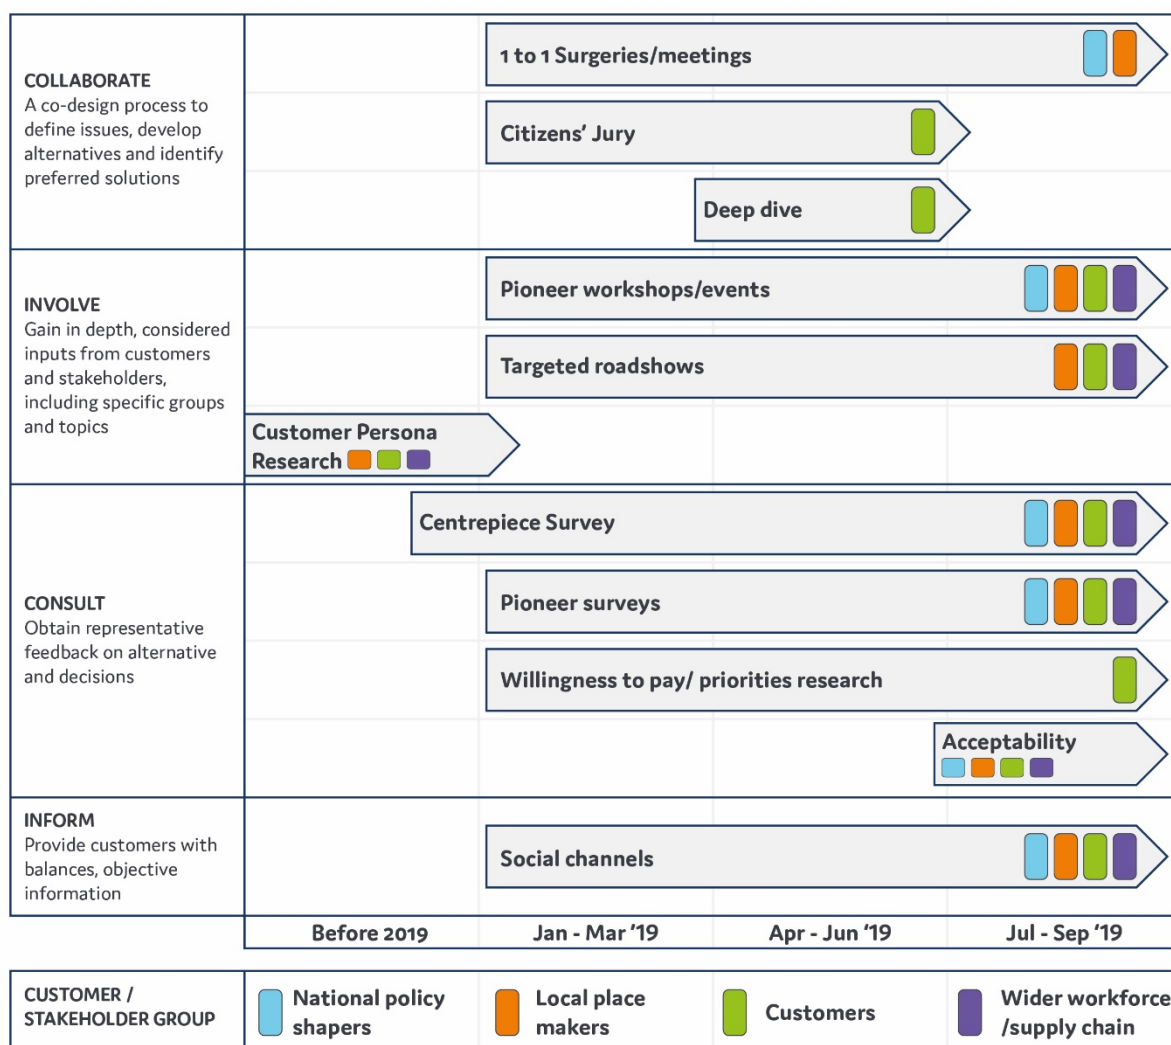 COLLABORATE
A co-design process to
define issues, develop
alternatives and identify
preferred solutions
1 to 1 Surgeries/meetings
Citizens' Jury
Deep dive
INVOLVE
Gain in depth, considered
inputs from customers
and stakeholders,
including specific groups
and topics
Pioneer workshops/events
Targeted roadshows
Customer Persona
Research
CONSULT
Obtain representative
feedback on alternative
and decisions
Centrepiece Survey
Pioneer surveys
Willingness to pay/ priorities research
Acceptability
INFORM
Provide customers with
balances, objective
information
Social channels
Before 2019
Jan - Mar '19
Apr - Jun '19
Jul - Sep '19
CUSTOMER /
STAKEHOLDER GROUP
National policy
shapers
Local place
makers
Customers
Wider workforce
/supply chain